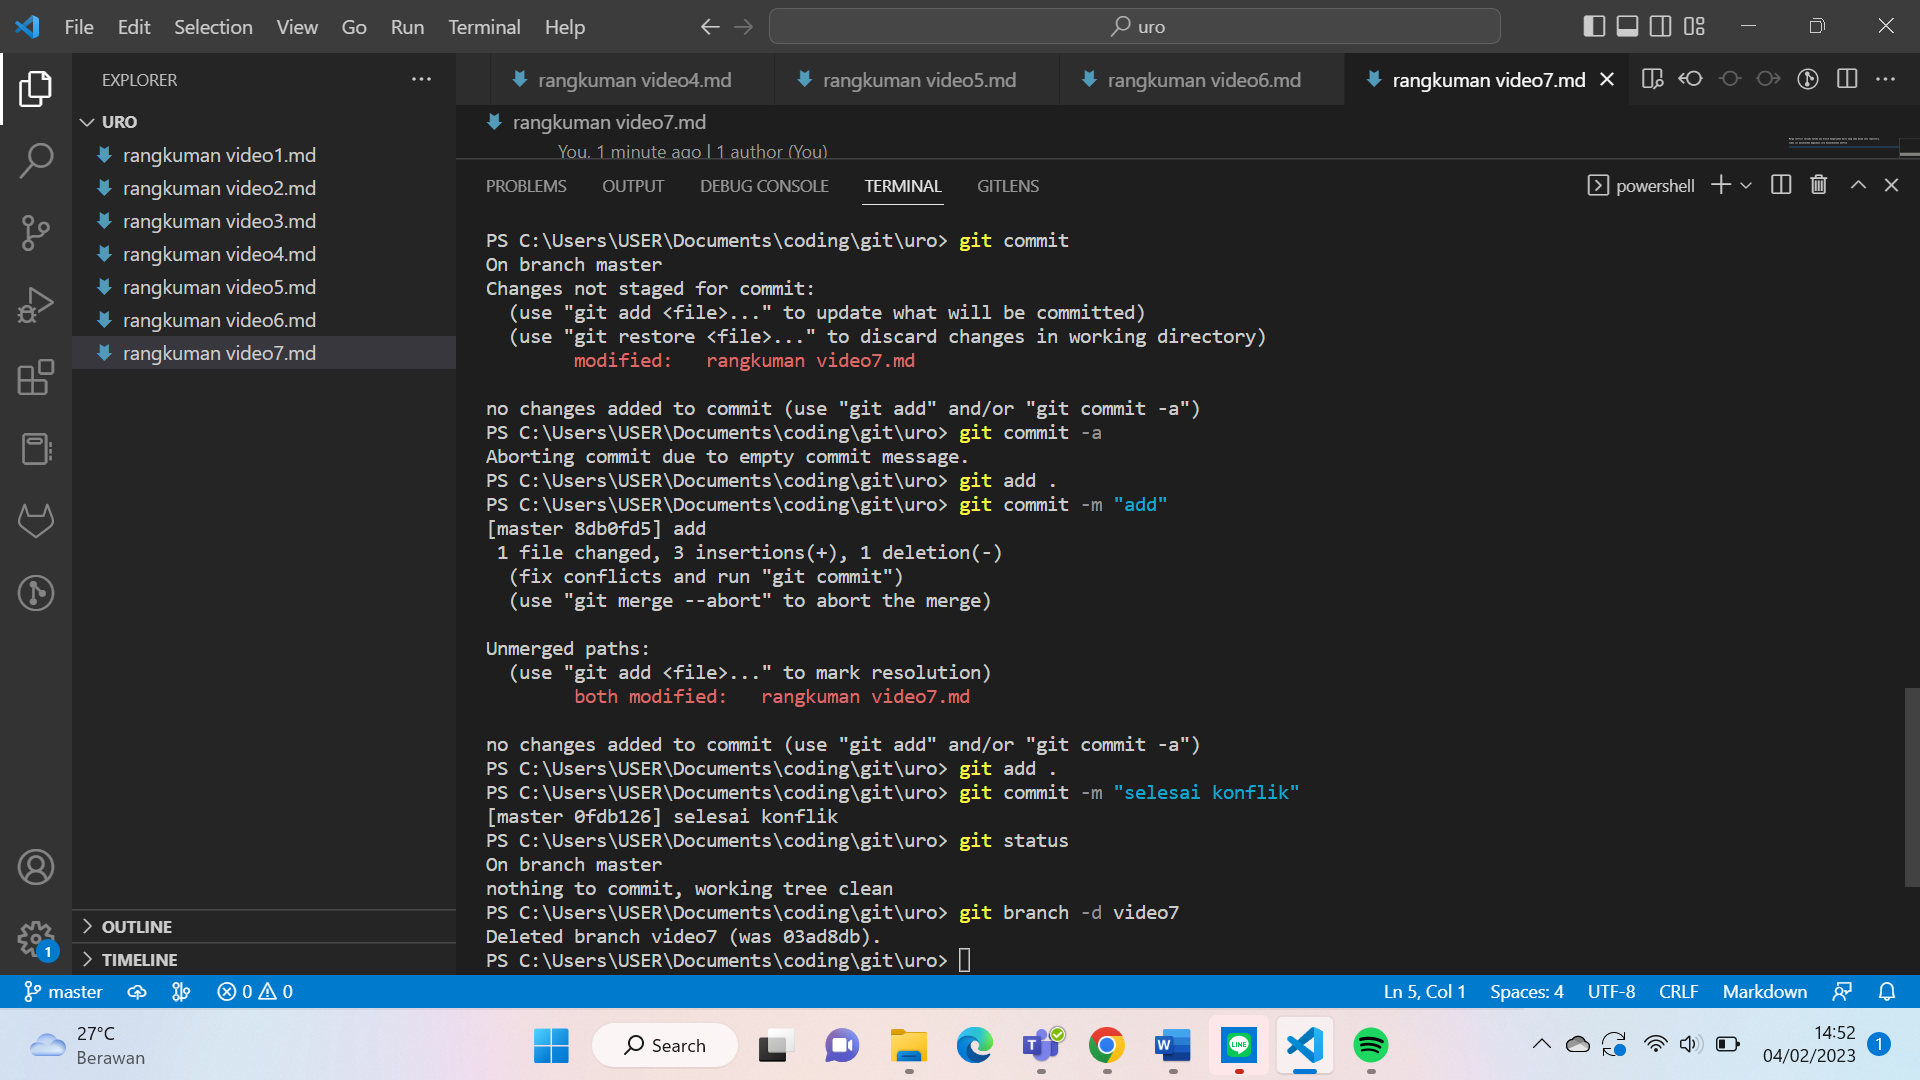 File Edit Selection View Go Run Terminal Help
uro
EXPLORER
rangkuman video4.md
rangkuman video5.md
rangkuman video6.md
rangkuman video7.md
URO
rangkuman video1.md
rangkuman video2.md
rangkuman video3.md
rangkuman video4.md
rangkuman video5.md
rangkuman video6.md
rangkuman video7.md
OUTLINE
TIMELINE
rangkuman video7.md
You, 1 minute ago | 1 author (You)
PROBLEMS OUTPUT DEBUG CONSOLE TERMINAL GITLENS
powershell
PS C:\Users\USER\Documents\coding\git\uro> git commit
On branch master
Changes not staged for commit:
  (use "git add <file>..." to update what will be committed)
  (use "git restore <file>..." to discard changes in working directory)
        modified:   rangkuman video7.md
no changes added to commit (use "git add" and/or "git commit -a")
PS C:\Users\USER\Documents\coding\git\uro> git commit -a
Aborting commit due to empty commit message.
PS C:\Users\USER\Documents\coding\git\uro> git add .
PS C:\Users\USER\Documents\coding\git\uro> git commit -m "add"
[master 8db0fd5] add
 1 file changed, 3 insertions(+), 1 deletion(-)
  (fix conflicts and run "git commit")
  (use "git merge --abort" to abort the merge)
Unmerged paths:
  (use "git add <file>..." to mark resolution)
        both modified:   rangkuman video7.md
no changes added to commit (use "git add" and/or "git commit -a")
PS C:\Users\USER\Documents\coding\git\uro> git add .
PS C:\Users\USER\Documents\coding\git\uro> git commit -m "selesai konflik"
[master 0fdb126] selesai konflik
PS C:\Users\USER\Documents\coding\git\uro> git status
On branch master
nothing to commit, working tree clean
PS C:\Users\USER\Documents\coding\git\uro> git branch -d video7
Deleted branch video7 (was 03ad8db).
PS C:\Users\USER\Documents\coding\git\uro>
1
master
0
0
Ln 5, Col 1
Spaces: 4
UTF-8
CRLF
Markdown
27°C
Berawan
Search
T
W
LINE
14:52
04/02/2023
1